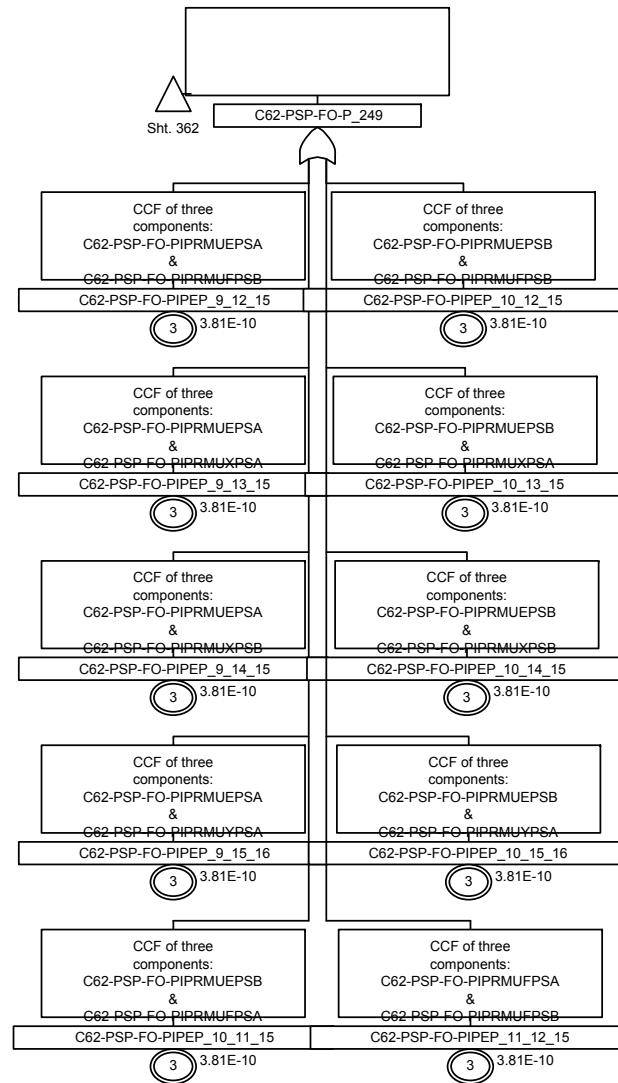 Sht. 362
C62-PSP-FO-P_249
CCF of three
components:
C62-PSP-FO-PIPRMUEPSA
&
C62-PSP-FO-PIPRMUFPSB
C62-PSP-FO-PIPEP_9_12_15
3
3.81E-10
CCF of three
components:
C62-PSP-FO-PIPRMUEPSB
&
C62-PSP-FO-PIPRMUFPSB
C62-PSP-FO-PIPEP_10_12_15
3
3.81E-10
CCF of three
components:
C62-PSP-FO-PIPRMUEPSA
&
C62-PSP-FO-PIPRMUXPSA
C62-PSP-FO-PIPEP_9_13_15
3
3.81E-10
CCF of three
components:
C62-PSP-FO-PIPRMUEPSB
&
C62-PSP-FO-PIPRMUXPSA
C62-PSP-FO-PIPEP_10_13_15
3
3.81E-10
CCF of three
components:
C62-PSP-FO-PIPRMUEPSA
&
C62-PSP-FO-PIPRMUXPSB
C62-PSP-FO-PIPEP_9_14_15
3
3.81E-10
CCF of three
components:
C62-PSP-FO-PIPRMUEPSB
&
C62-PSP-FO-PIPRMUXPSB
C62-PSP-FO-PIPEP_10_14_15
3
3.81E-10
CCF of three
components:
C62-PSP-FO-PIPRMUEPSA
&
C62-PSP-FO-PIPRMUYPSA
C62-PSP-FO-PIPEP_9_15_16
3
3.81E-10
CCF of three
components:
C62-PSP-FO-PIPRMUEPSB
&
C62-PSP-FO-PIPRMUYPSA
C62-PSP-FO-PIPEP_10_15_16
3
3.81E-10
CCF of three
components:
C62-PSP-FO-PIPRMUEPSB
&
C62-PSP-FO-PIPRMUFPSA
C62-PSP-FO-PIPEP_10_11_15
3
3.81E-10
CCF of three
components:
C62-PSP-FO-PIPRMUFPSA
&
C62-PSP-FO-PIPRMUFPSB
C62-PSP-FO-PIPEP_11_12_15
3
3.81E-10